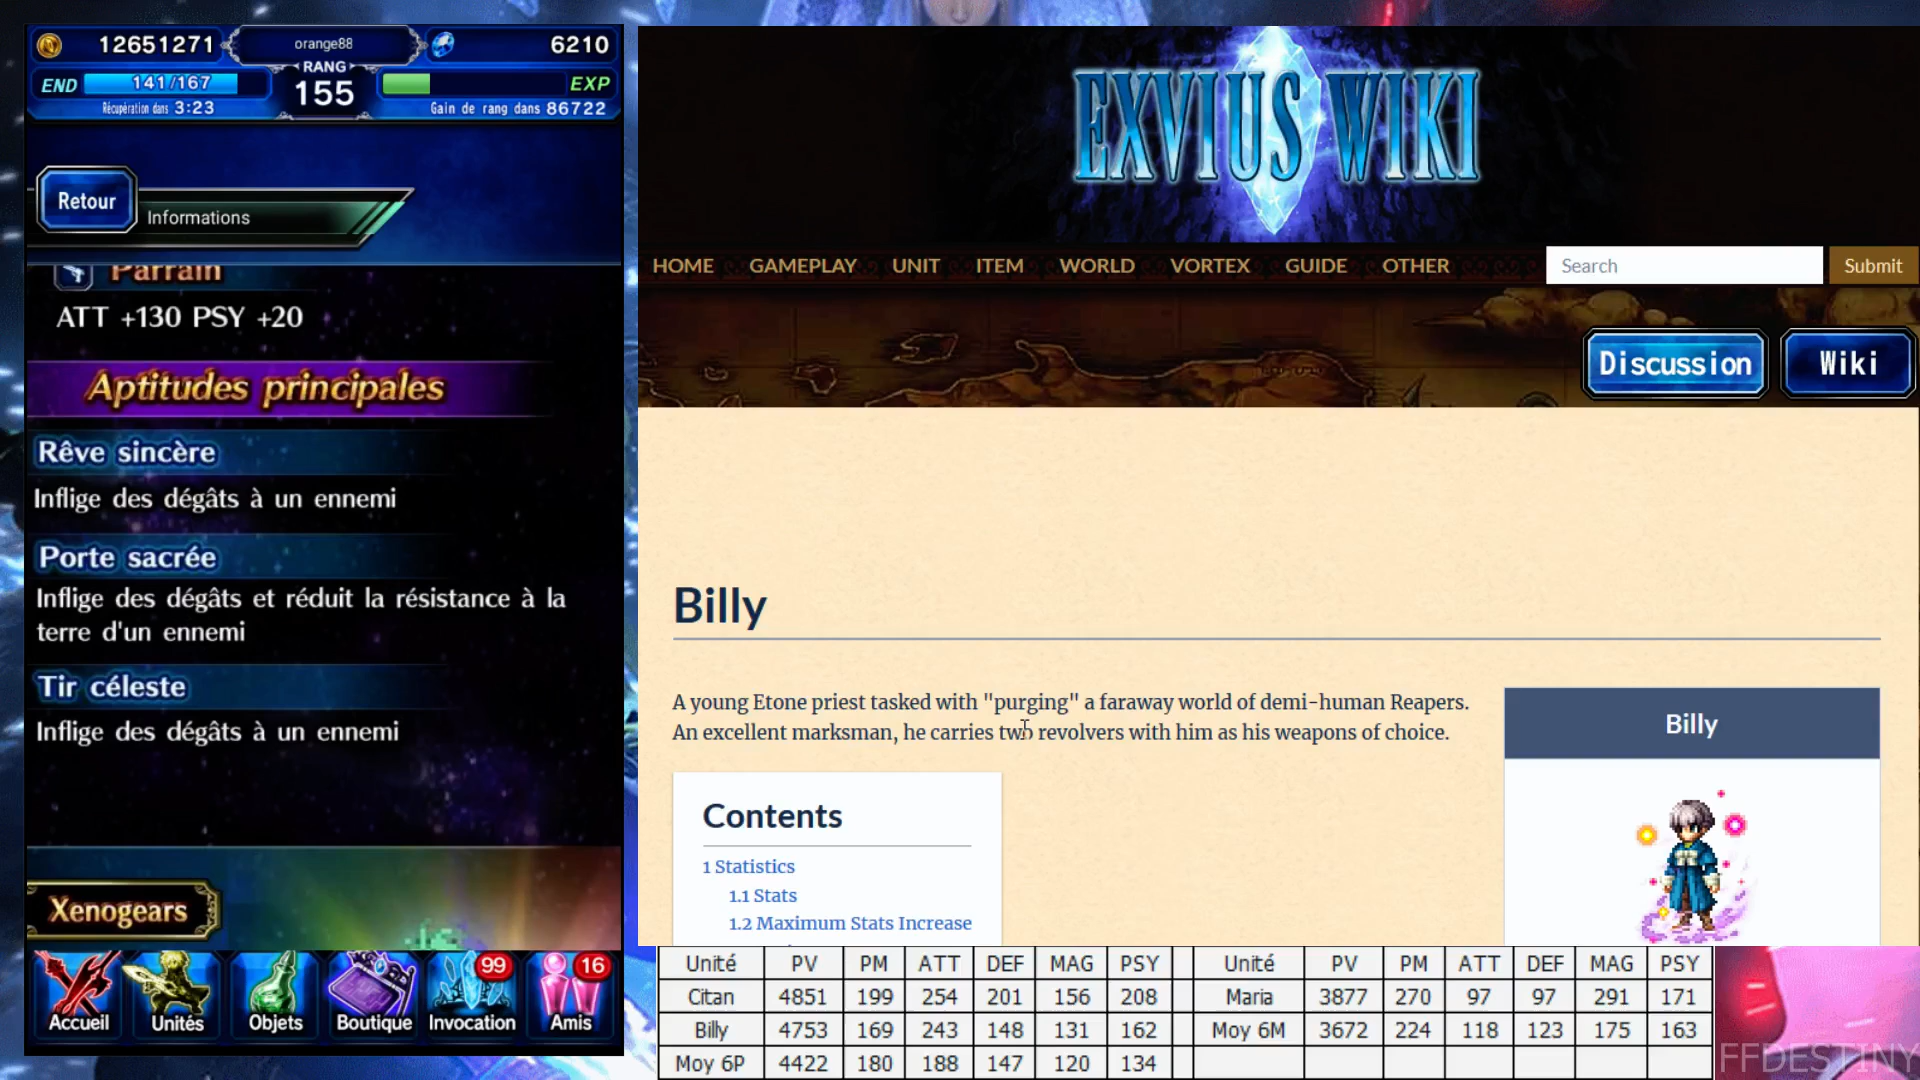 12651271
orange88
6210
RANG
155
END
141/167
EXP
Récupération dans 3:23
Gain de rang dans 86722
Retour
Informations
Parrain
ATT +130 PSY +20
Aptitudes principales
Rêve sincère
Inflige des dégâts à un ennemi
Porte sacrée
Inflige des dégâts et réduit la résistance à la
terre d'un ennemi
Tir céleste
Inflige des dégâts à un ennemi
Xenogears
99
16
Accueil
Unités
Objets
Boutique
Invocation
Amis
EXVIUS WIKI
HOME GAMEPLAY UNIT ITEM WORLD VORTEX GUIDE OTHER
Search
Submit
Discussion
Wiki
Billy
A young Etone priest tasked with "purging" a faraway world of demi-human Reapers.
An excellent marksman, he carries two revolvers with him as his weapons of choice.
Billy
Contents
1 Statistics
1.1 Stats
1.2 Maximum Stats Increase
Unité PV PM ATT DEF MAG PSY Unité PV PM ATT DEF MAG PSY
Citan 4851 199 254 201 156 208 Maria 3877 270 97 97 291 171
Billy 4753 169 243 148 131 162 Moy 6M 3672 224 118 123 175 163
Moy 6P 4422 180 188 147 120 134
FFDESTINY